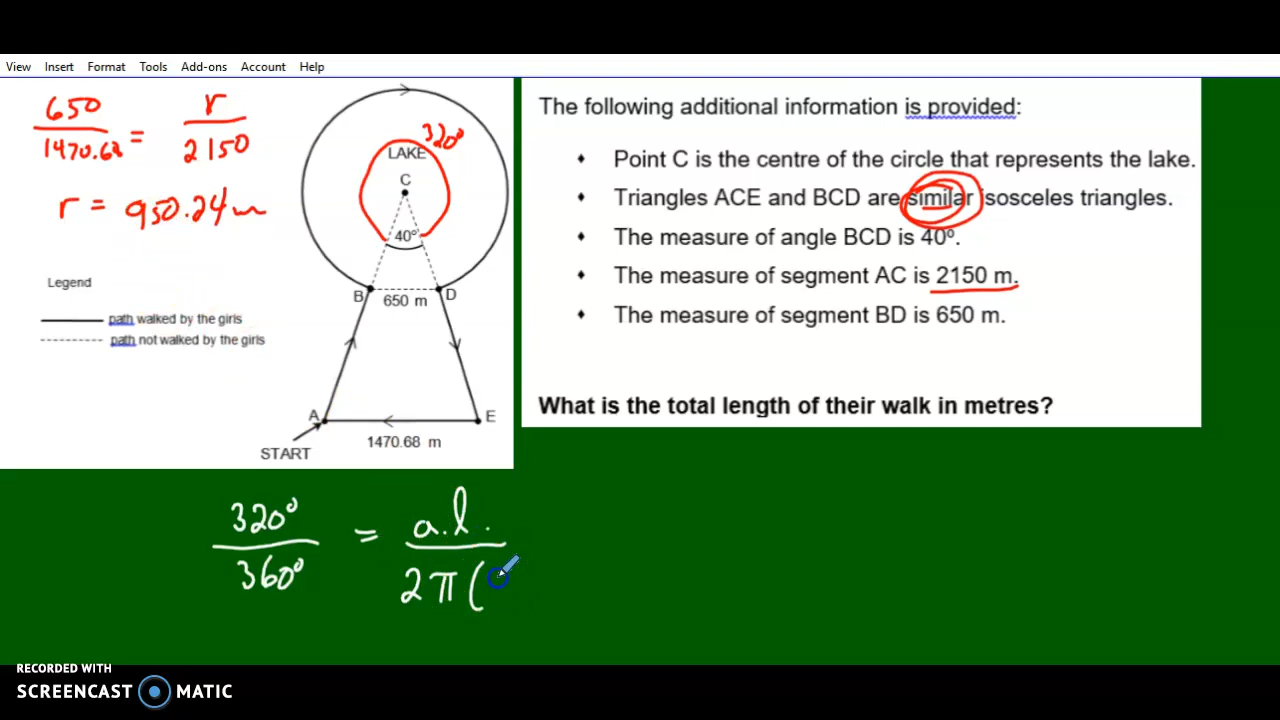 View Insert Format Tools Add-ons Account Help
650/1470.68 = r/2150
r = 950.24 m
320°
LAKE
C
40°
B 650 m D
Legend
path walked by the girls
path not walked by the girls
A E
START 1470.68 m
The following additional information is provided:
♦ Point C is the centre of the circle that represents the lake.
♦ Triangles ACE and BCD are similar isosceles triangles.
♦ The measure of angle BCD is 40º.
♦ The measure of segment AC is 2150 m.
♦ The measure of segment BD is 650 m.
What is the total length of their walk in metres?
320°/360° = a.l./2π(
RECORDED WITH
SCREENCAST MATIC